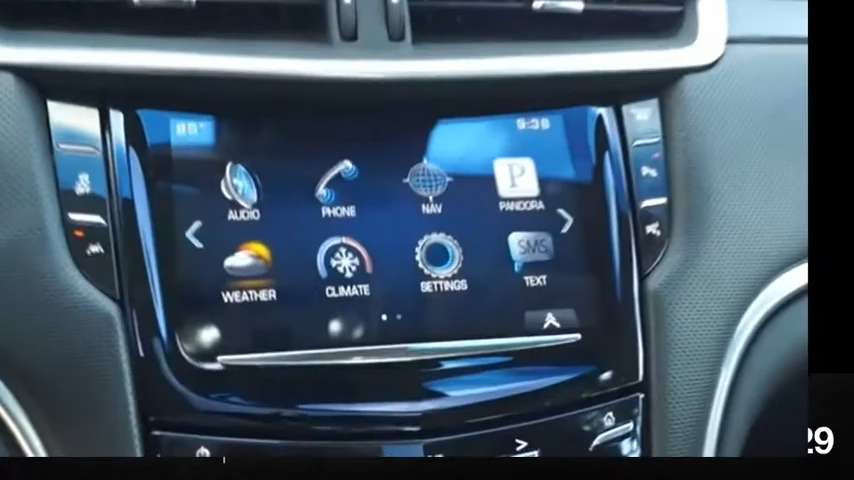 AUDIO PHONE NAV PANDORA
P
SMS
WEATHER CLIMATE SETTINGS TEXT
29